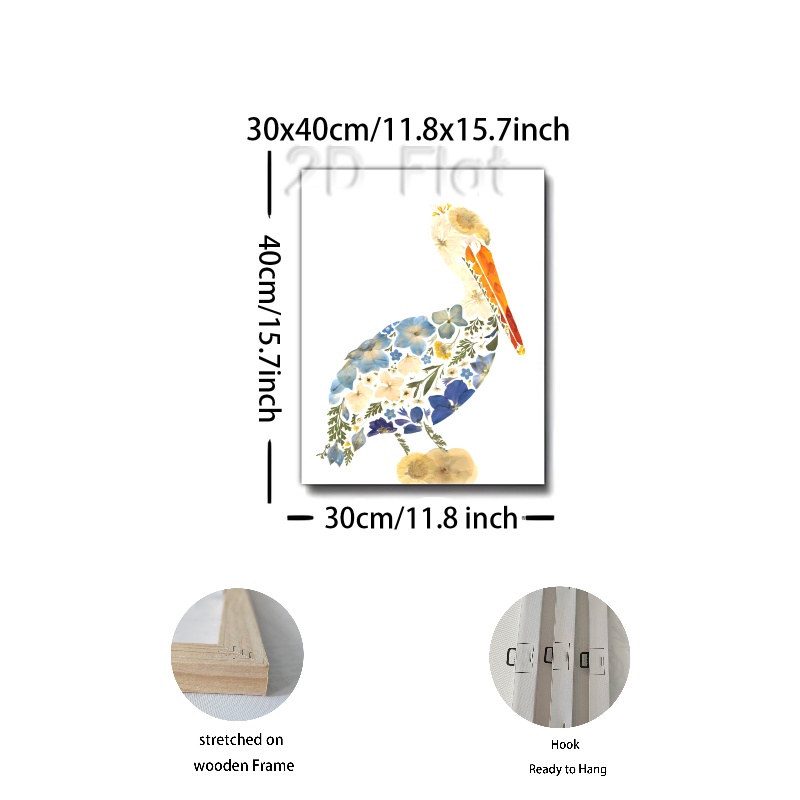 30x40cm/11.8x15.7inch
2D Flat
40cm/15.7inch
30cm/11.8 inch
stretched on
wooden Frame
Hook
Ready to Hang